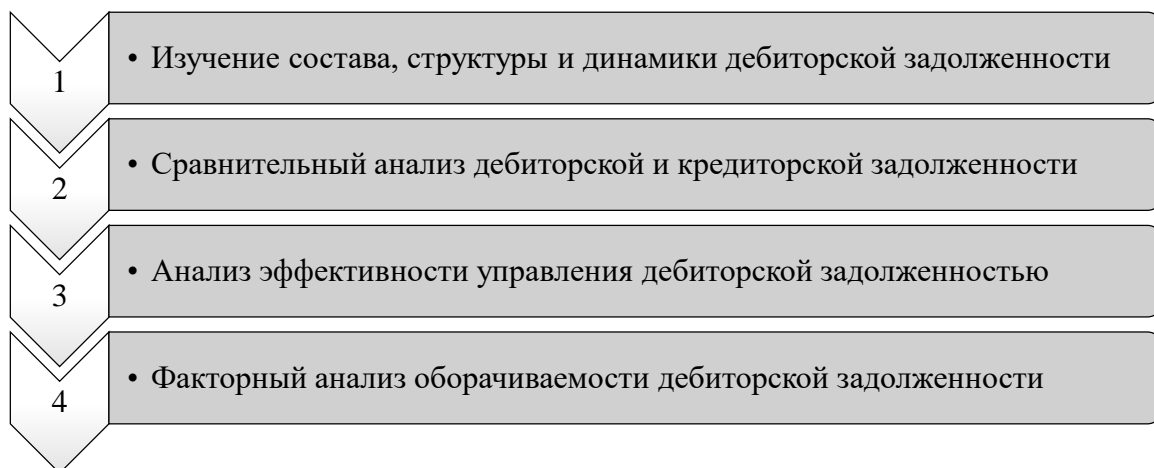 1
• Изучение состава, структуры и динамики дебиторской задолженности
2
• Сравнительный анализ дебиторской и кредиторской задолженности
3
• Анализ эффективности управления дебиторской задолженностью
4
• Факторный анализ оборачиваемости дебиторской задолженности